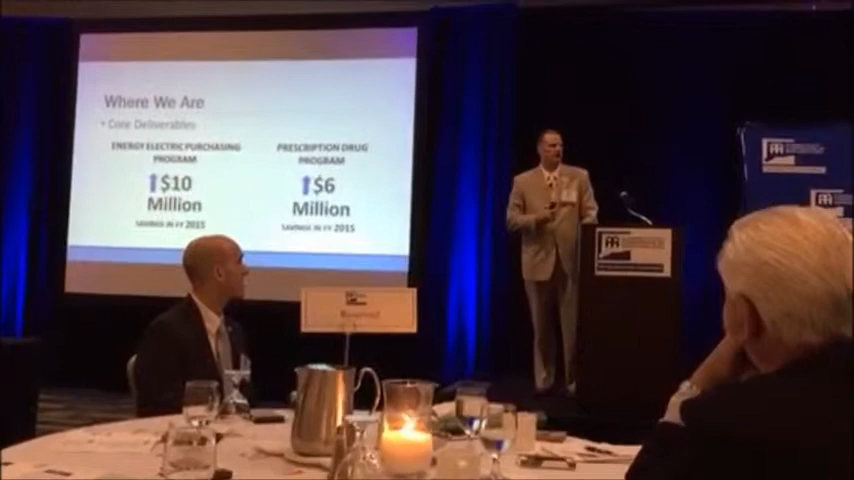 Where We Are
• Core Deliverables
ENERGY ELECTRIC PURCHASING
PROGRAM
$10
Million
SAVINGS IN FY 2015
PRESCRIPTION DRUG
PROGRAM
$6
Million
SAVINGS IN FY 2015
Reserved